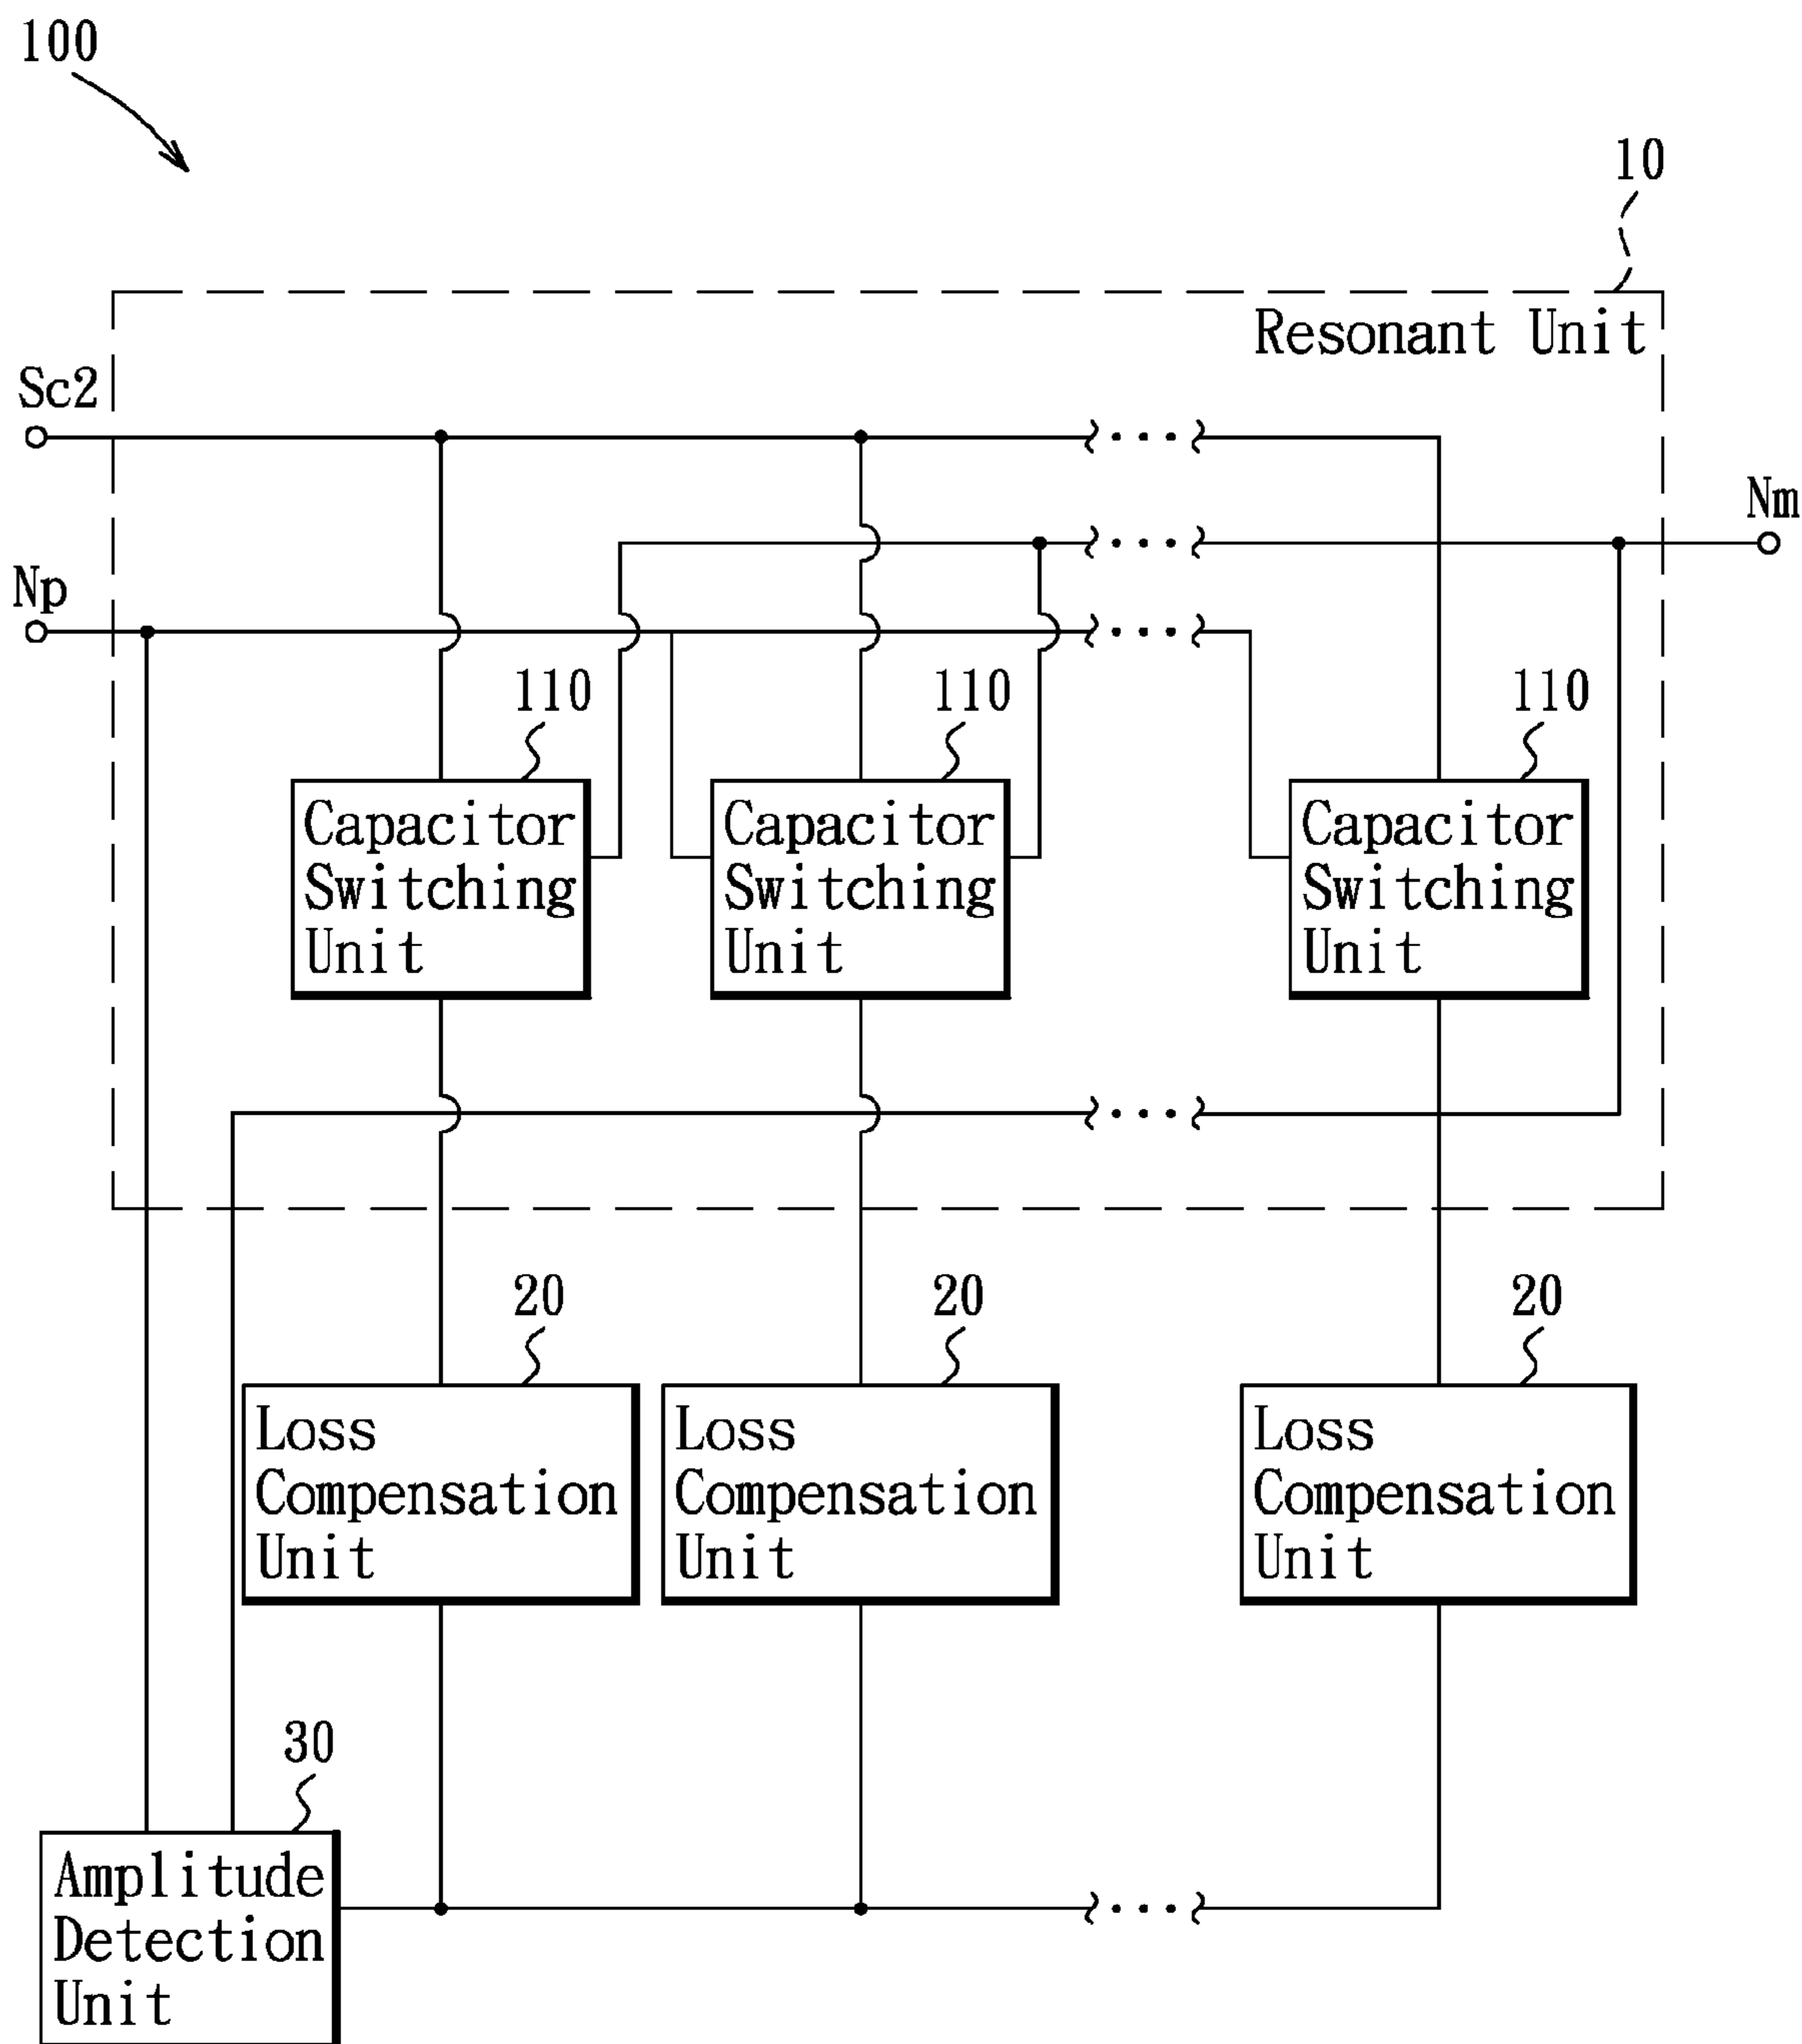 100
10
Resonant Unit
Sc2
Nm
Np
110
110
110
Capacitor
Switching
Unit
Capacitor
Switching
Unit
Capacitor
Switching
Unit
20
20
20
Loss
Compensation
Unit
Loss
Compensation
Unit
Loss
Compensation
Unit
30
Amplitude
Detection
Unit